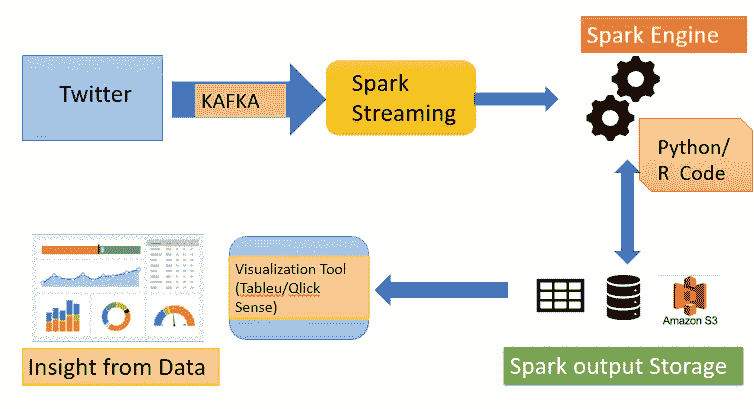 Spark Engine
Twitter
KAFKA
Spark
Streaming
Python/
R Code
Visualization Tool
(Tableu/Qlick
Sense)
Amazon S3
Insight from Data
Spark output Storage